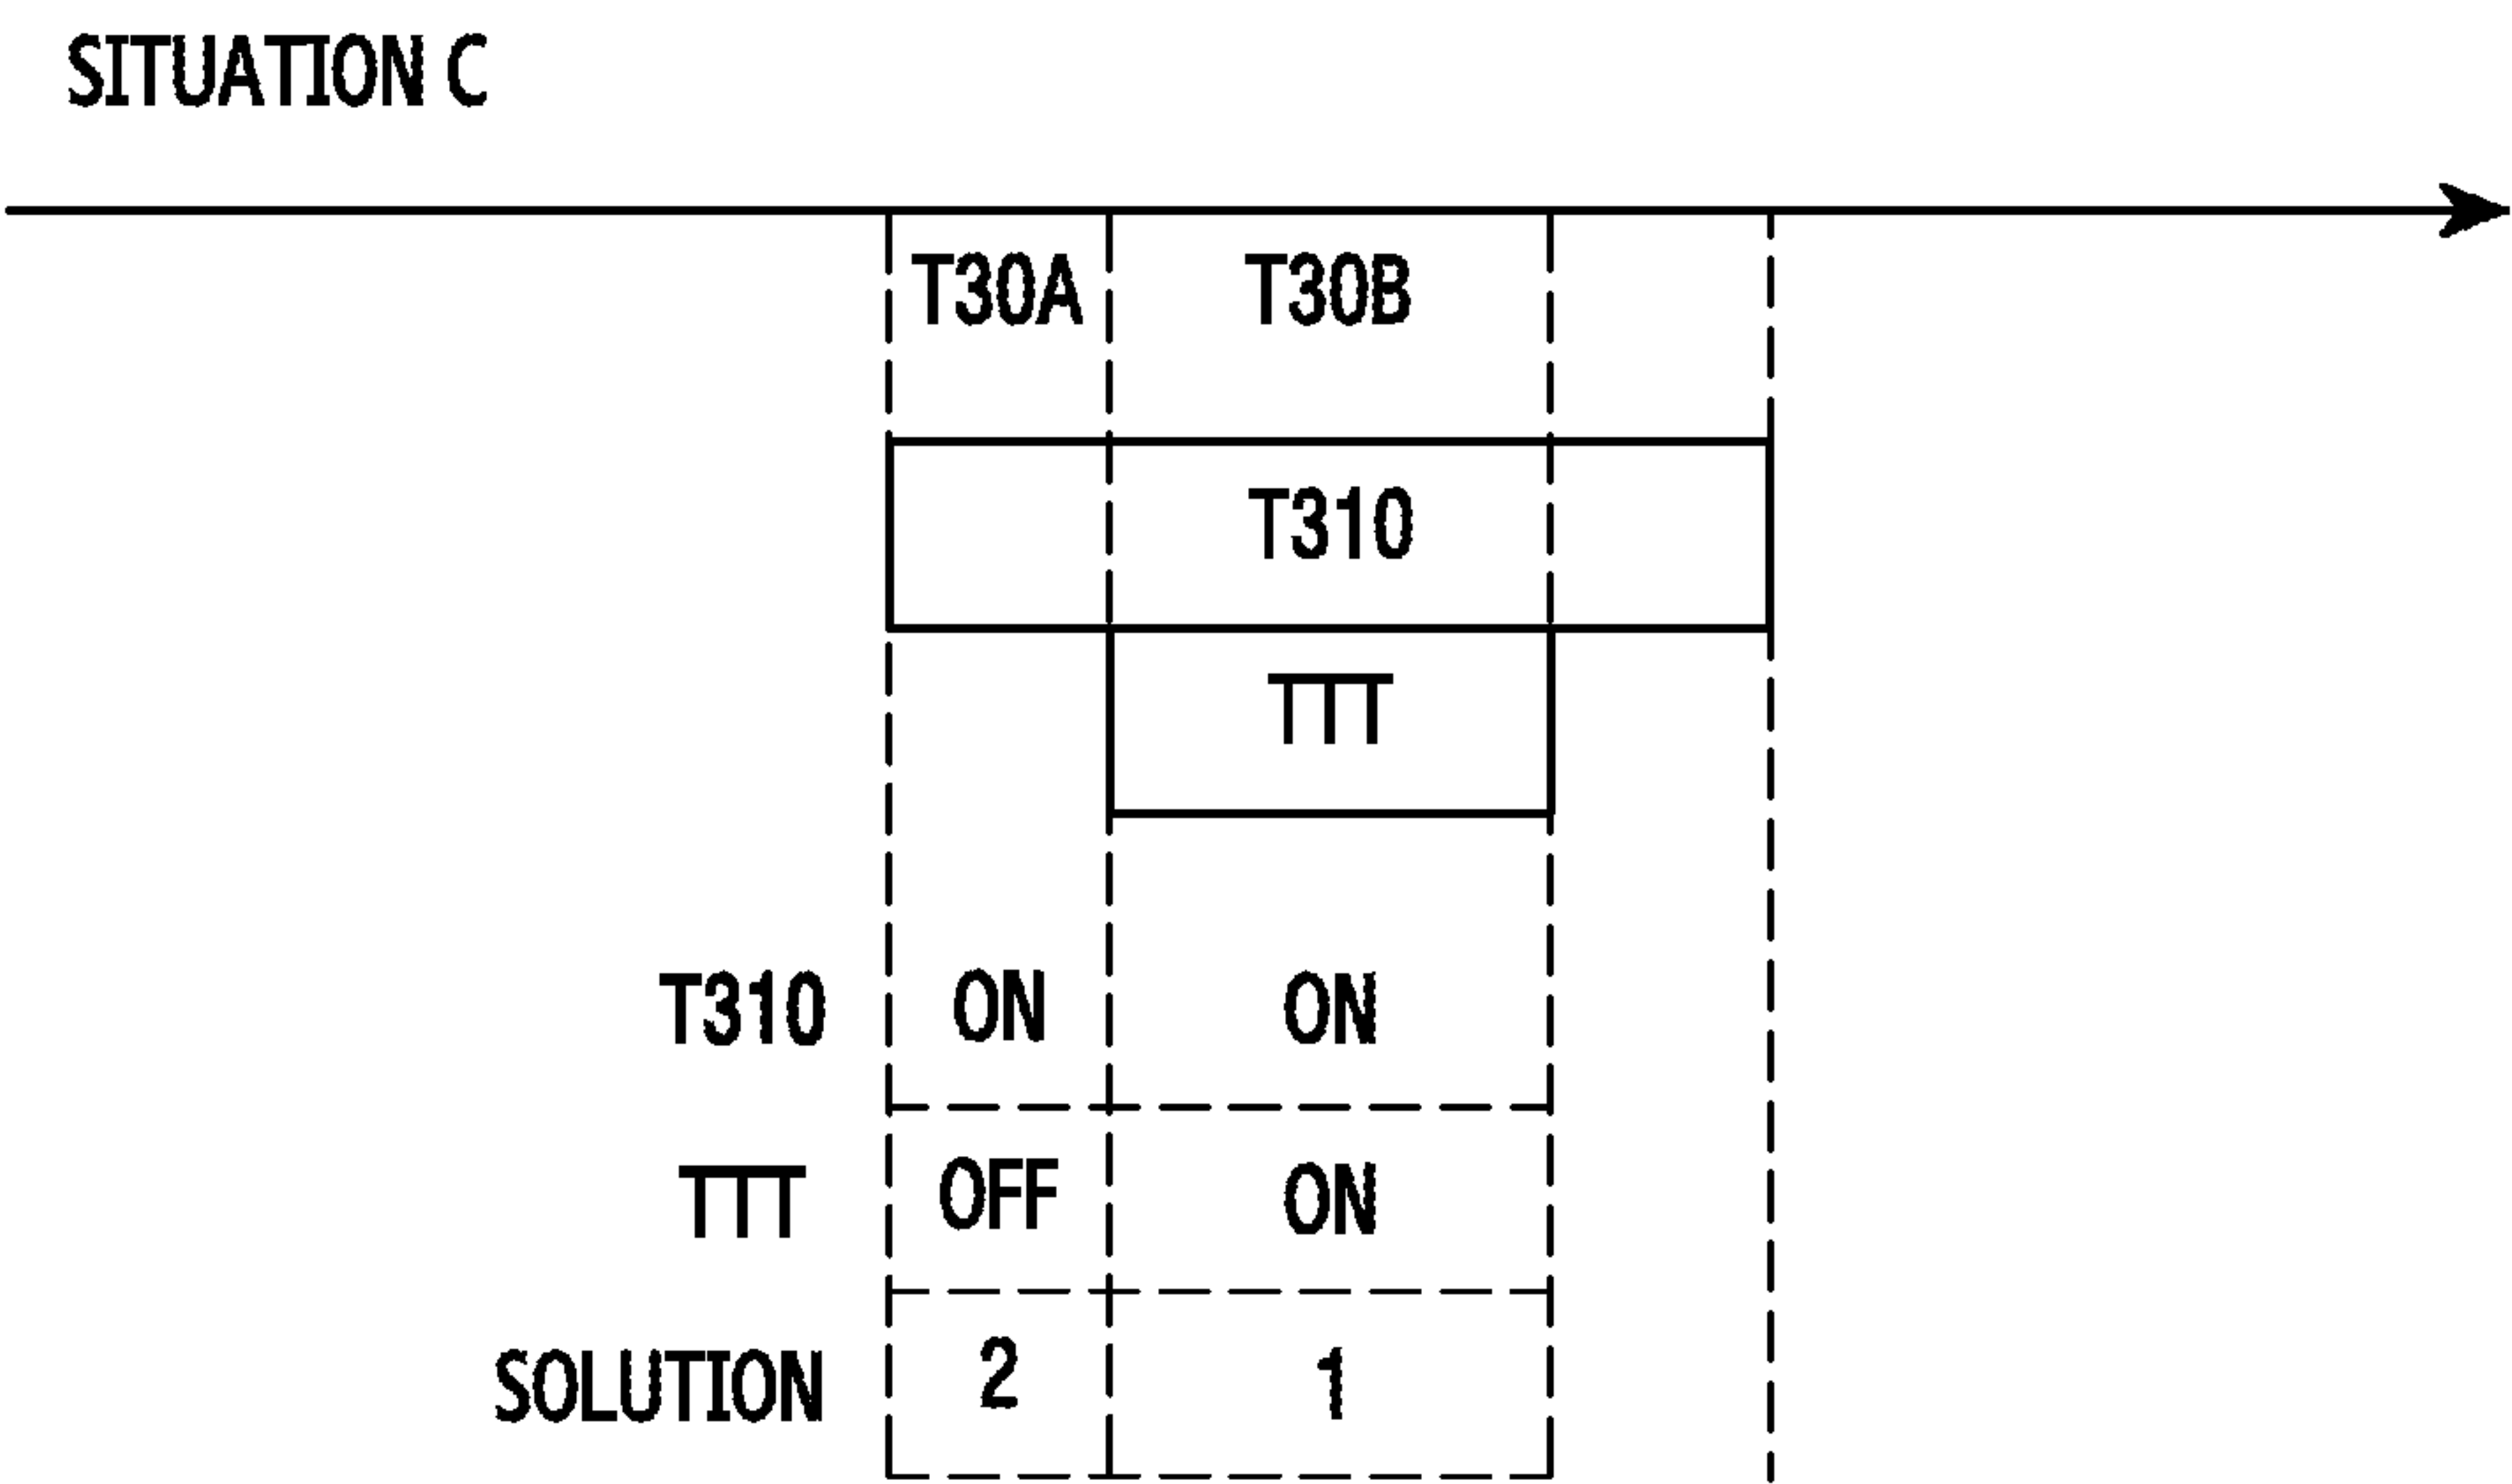 SITUATION C
T30A T30B
T310
TTT
T310 ON ON
TTT OFF ON
SOLUTION 2 1